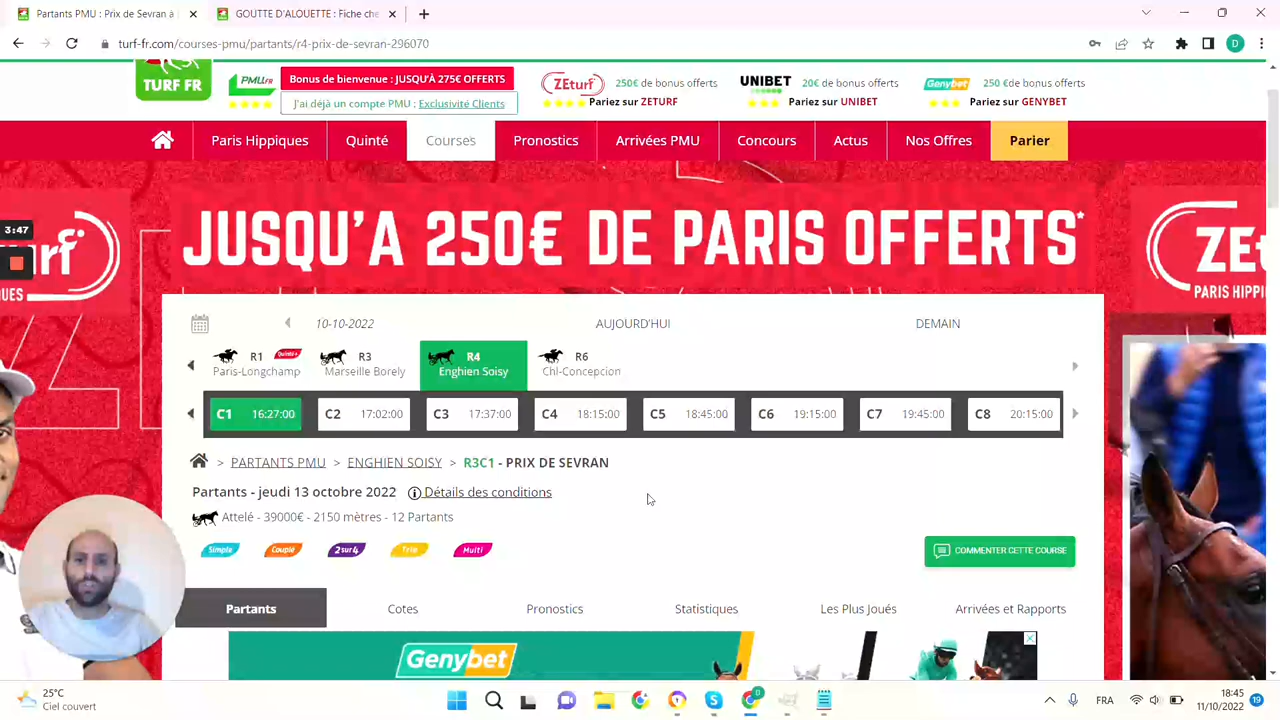 Partants PMU : Prix de Sevran à
GOUTTE D'ALOUETTE : Fiche che
turf-fr.com/courses-pmu/partants/r4-prix-de-sevran-296070
D
TURF FR
PMU.FR
Bonus de bienvenue : JUSQU'À 275€ OFFERTS
J'ai déjà un compte PMU : Exclusivité Clients
ZEturf
250€ de bonus offerts
Pariez sur ZETURF
UNIBET
20€ de bonus offerts
Pariez sur UNIBET
Genybet
250 €de bonus offerts
Pariez sur GENYBET
Paris Hippiques
Quinté
Courses
Pronostics
Arrivées PMU
Concours
Actus
Nos Offres
Parier
3:47
JUSQU'A 250€ DE PARIS OFFERTS*
ZEt
PARIS HIPPI
10-10-2022
AUJOURD'HUI
DEMAIN
R1 Quinté+
Paris-Longchamp
R3
Marseille Borely
R4
Enghien Soisy
R6
Chl-Concepcion
C1 16:27:00
C2 17:02:00
C3 17:37:00
C4 18:15:00
C5 18:45:00
C6 19:15:00
C7 19:45:00
C8 20:15:00
> PARTANTS PMU > ENGHIEN SOISY > R3C1 - PRIX DE SEVRAN
Partants - jeudi 13 octobre 2022 Détails des conditions
Attelé - 39000€ - 2150 mètres - 12 Partants
Simple
Couplé
2sur4
Trio
Multi
COMMENTER CETTE COURSE
Partants
Cotes
Pronostics
Statistiques
Les Plus Joués
Arrivées et Rapports
Genybet
25°C
Ciel couvert
FRA
18:45
11/10/2022
19